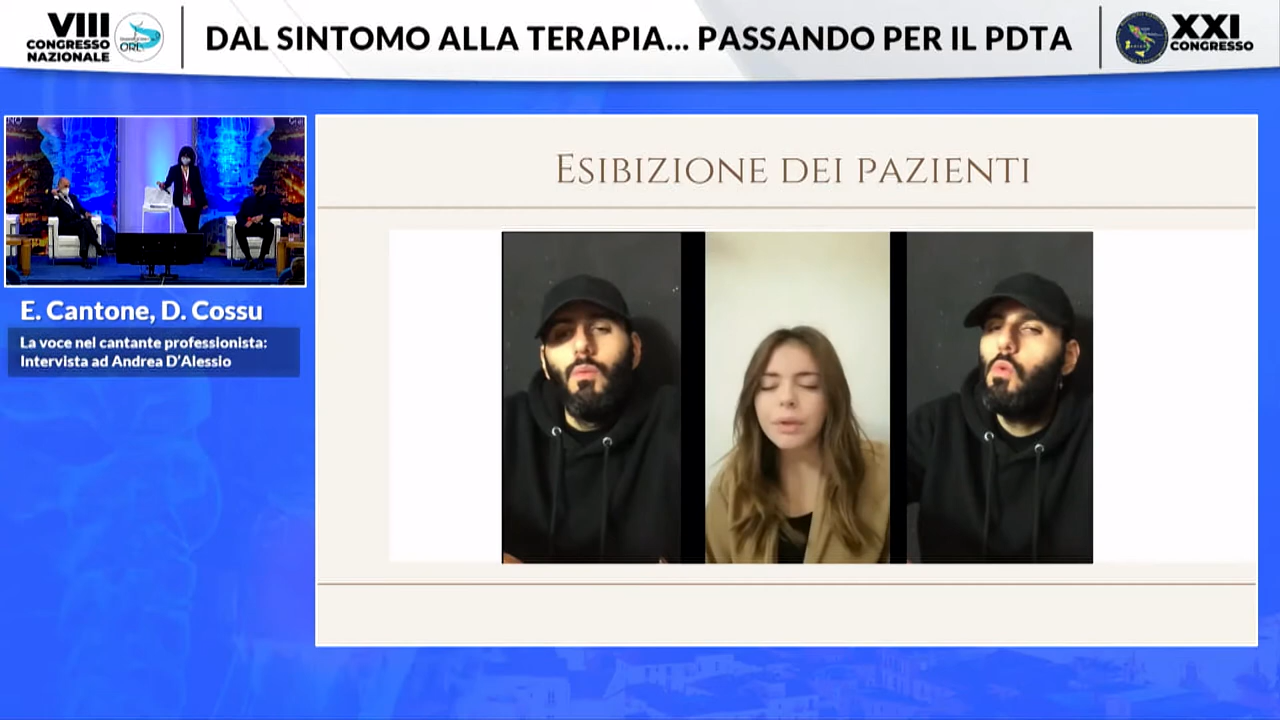 VIII
CONGRESSO
NAZIONALE
ORL
DAL SINTOMO ALLA TERAPIA... PASSANDO PER IL PDTA
XXI
CONGRESSO
E. Cantone, D. Cossu
La voce nel cantante professionista:
Intervista ad Andrea D'Alessio
ESIBIZIONE DEI PAZIENTI